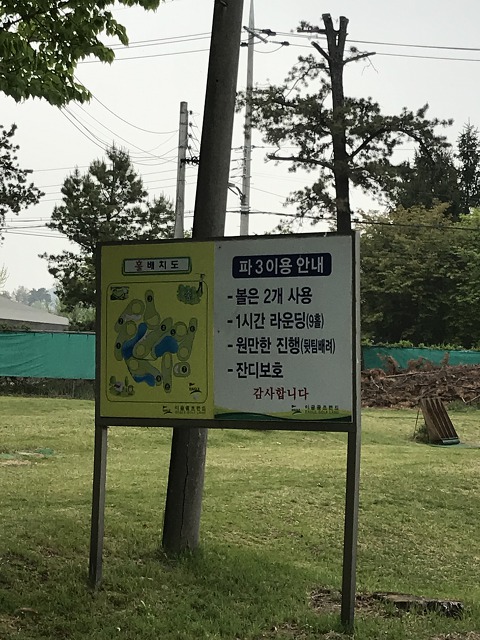 홀 배치도
파 3 이용 안내
- 볼은 2개 사용
- 1시간 라운딩(9홀)
- 원만한 진행(뒷팀배려)
- 잔디보호
감사합니다